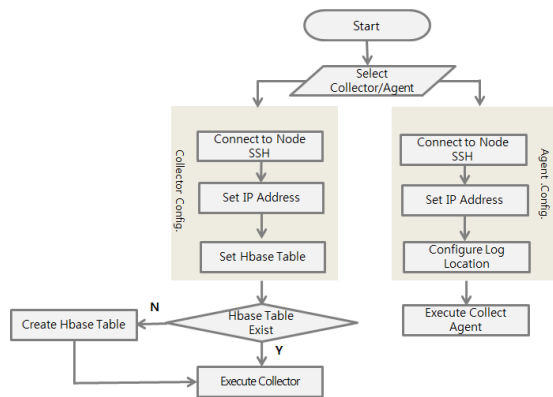 Start
Select
Collector/Agent
Collector Config.
Connect to Node
SSH
Set IP Address
Set Hbase Table
Agent .Config.
Connect to Node
SSH
Set IP Address
Configure Log
Location
Hbase Table
Exist
N
Y
Create Hbase Table
Execute Collector
Execute Collect
Agent